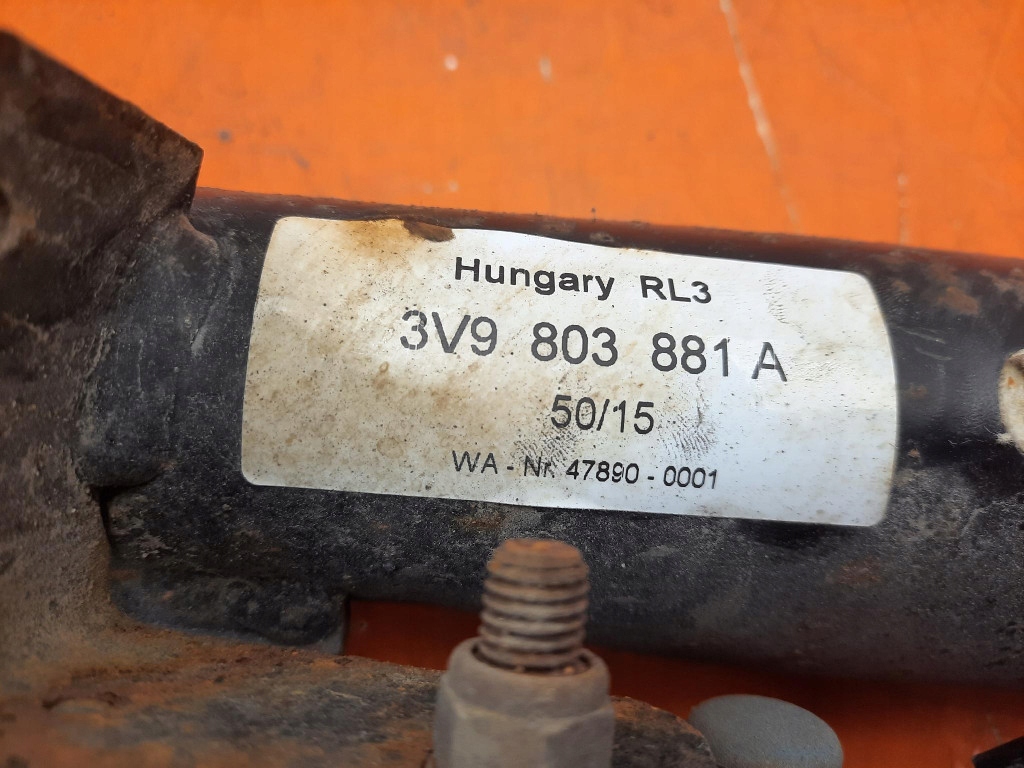 Hungary RL3
3V9 803 881 A
50/15
WA - Nr. 47890 - 0001